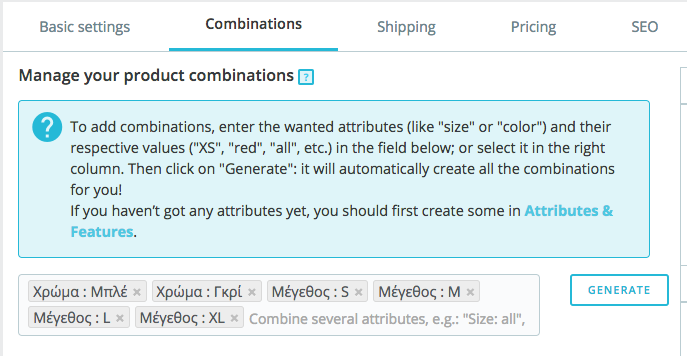 Basic settings Combinations Shipping Pricing SEO
Manage your product combinations ?
? To add combinations, enter the wanted attributes (like "size" or "color") and their
respective values ("XS", "red", "all", etc.) in the field below; or select it in the right
column. Then click on "Generate": it will automatically create all the combinations
for you!
If you haven't got any attributes yet, you should first create some in Attributes &
Features.
Χρώμα : Μπλέ × Χρώμα : Γκρί × Μέγεθος : S × Μέγεθος : M × GENERATE
Μέγεθος : L × Μέγεθος : XL × Combine several attributes, e.g.: "Size: all",